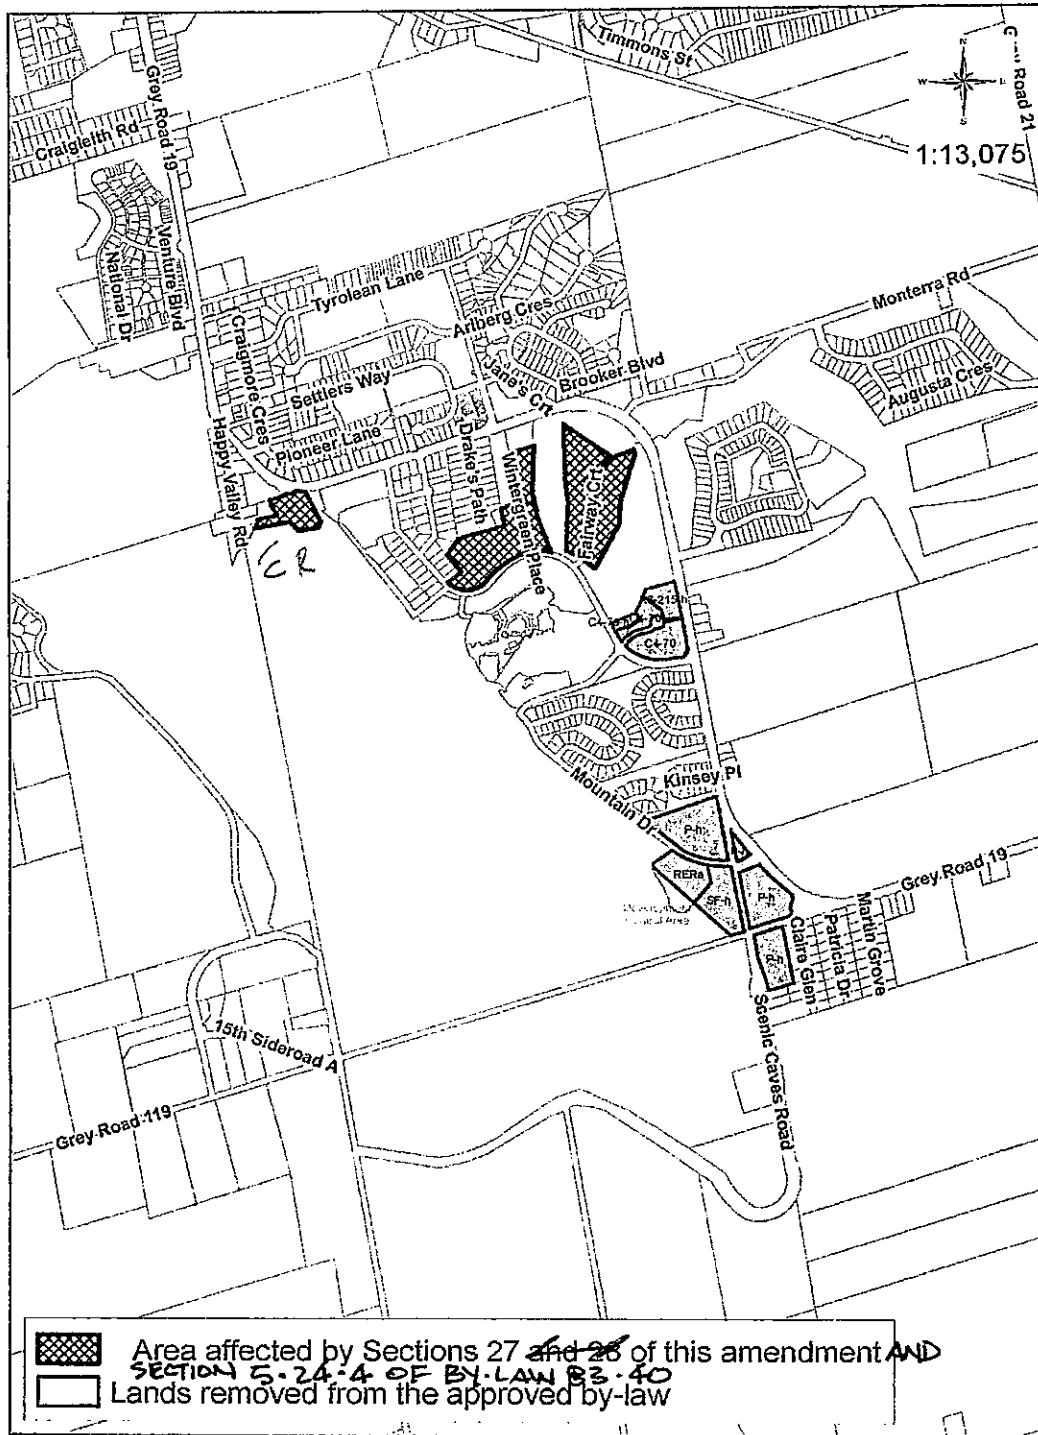 Timmons St
N
W
S
Road 21
1:13,075
Grey Road 19
Craigleith Rd
Venture Blvd
National Dr
Tyrolean Lane
Arlberg Cres
Monterra Rd
Craigmore Cres
Settlers Way
Jane's Crt
Brooker Blvd
Augusta Cres
Happy Valley Rd
Pioneer Lane
Drake's Path
Wintergreen Place
Fairway Crt
CR
C4-70
Kinsey Pl
Mountain Dr
P-h
RERa
SF-h
P-h
Grey Road 19
Claire Glen
Patricia Dr
Martin Grove
Scenic Caves Road
15th Sideroad A
Grey Road 119
Area affected by Sections 27 and 28 of this amendment AND
SECTION 5.24.4 OF BY-LAW 83-40
Lands removed from the approved by-law